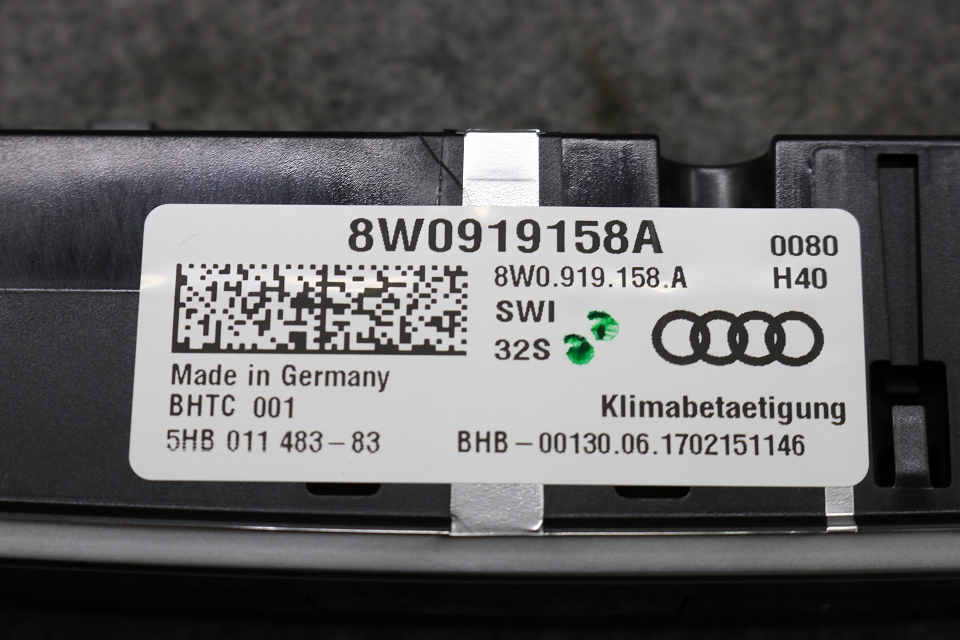 8W0919158A
0080
8W0.919.158.A
H40
SWI
32S
Made in Germany
BHTC 001
Klimabetaetigung
5HB 011 483-83
BHB-00130.06.1702151146